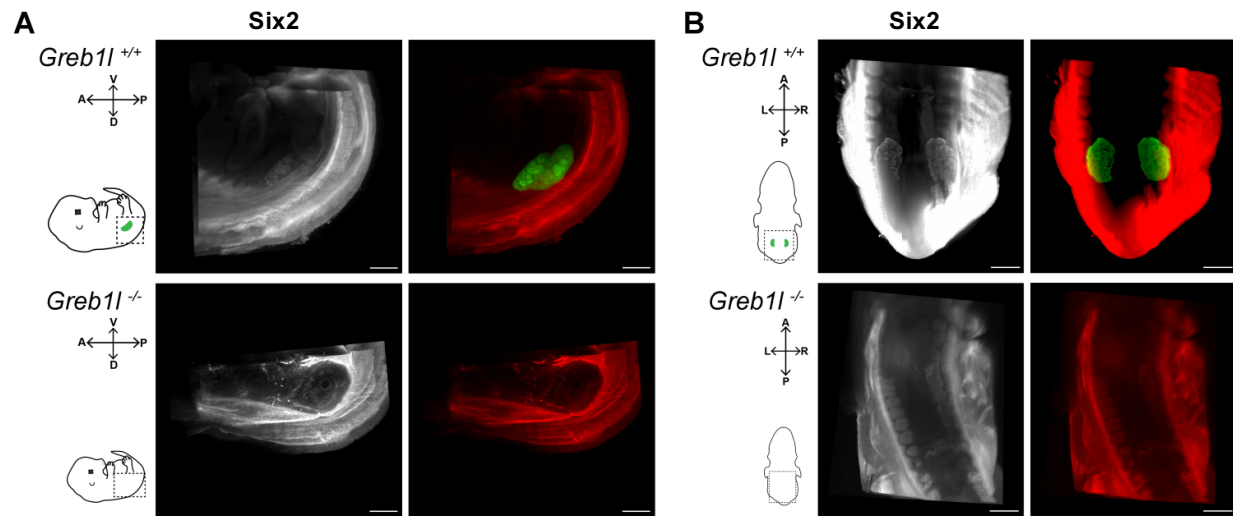 A
Six2
Greb1l +/+
V
A P
D
Greb1l -/-
V
A P
D
B
Six2
Greb1l +/+
A
L R
P
Greb1l -/-
A
L R
P